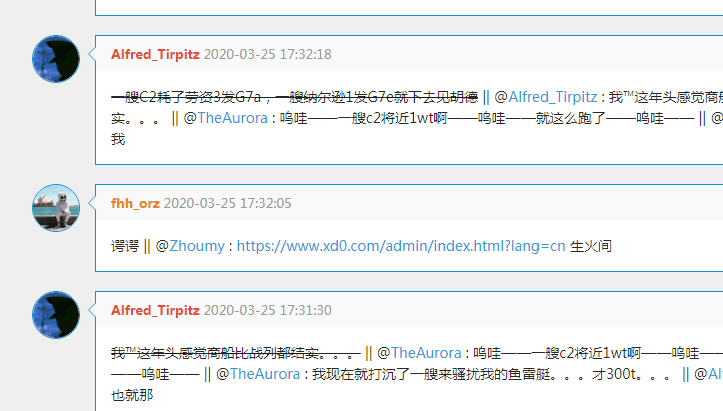 Alfred_Tirpitz 2020-03-25 17:32:18
一艘C2耗了劳资3发G7a，一艘纳尔逊1发G7e就下去见胡德 || @Alfred_Tirpitz : 我™这年头感觉商船
实。。。 || @TheAurora : 呜哇——一艘c2将近1wt啊——呜哇——就这么跑了——呜哇—— || @
我
fhh_orz 2020-03-25 17:32:05
谔谔 || @Zhoumy : https://www.xd0.com/admin/index.html?lang=cn 生火间
Alfred_Tirpitz 2020-03-25 17:31:30
我™这年头感觉商船比战列都结实。。。 || @TheAurora : 呜哇——一艘c2将近1wt啊——呜哇——
——呜哇—— || @TheAurora : 我现在就打沉了一艘来骚扰我的鱼雷艇。。。才300t。。。 || @Al
也就那